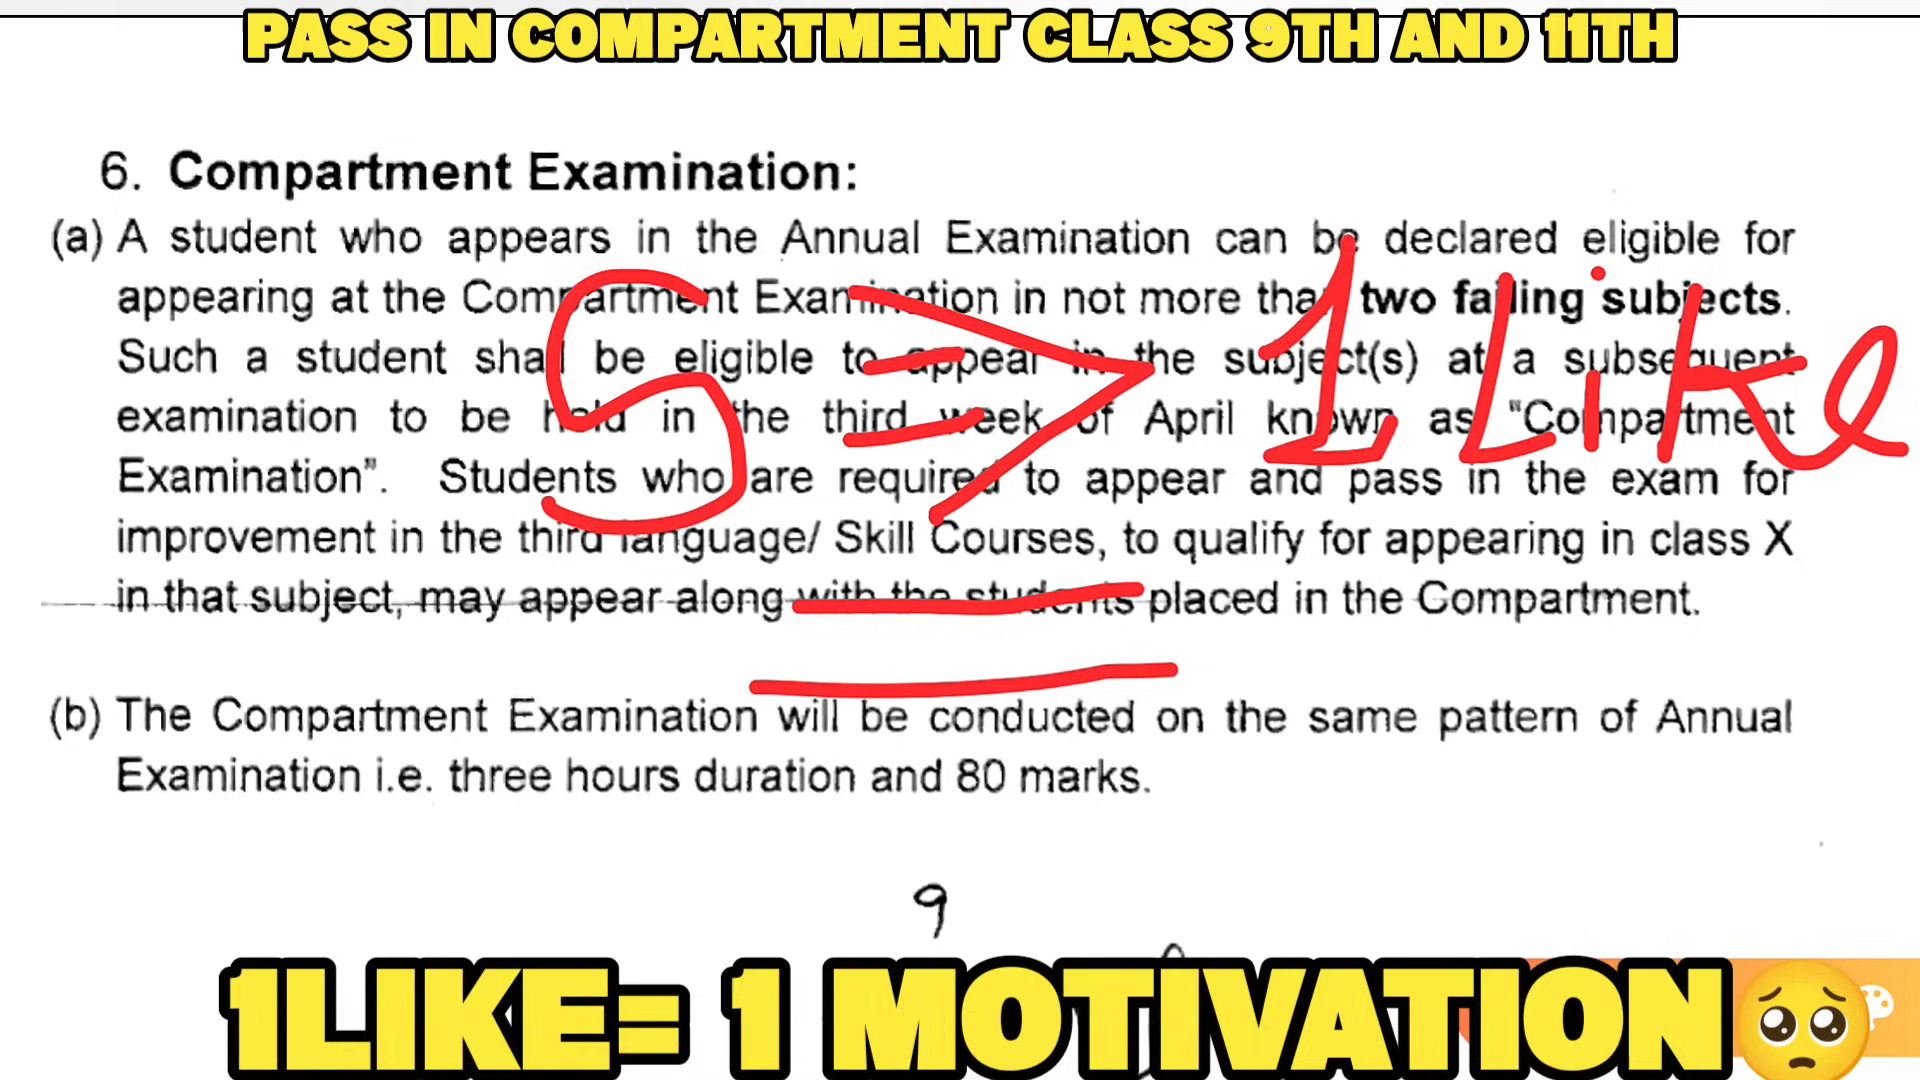 PASS IN COMPARTMENT CLASS 9TH AND 11TH
6. Compartment Examination:
(a) A student who appears in the Annual Examination can be declared eligible for
appearing at the Compartment Examination in not more than two failing subjects.
Such a student shall be eligible to appear in the subject(s) at a subsequent
examination to be held in the third week of April known as "Compartment
Examination". Students who are required to appear and pass in the exam for
improvement in the third language/ Skill Courses, to qualify for appearing in class X
in that subject, may appear along with the students placed in the Compartment.
5 => 1 Like
(b) The Compartment Examination will be conducted on the same pattern of Annual
Examination i.e. three hours duration and 80 marks.
9
1LIKE= 1 MOTIVATION🥺